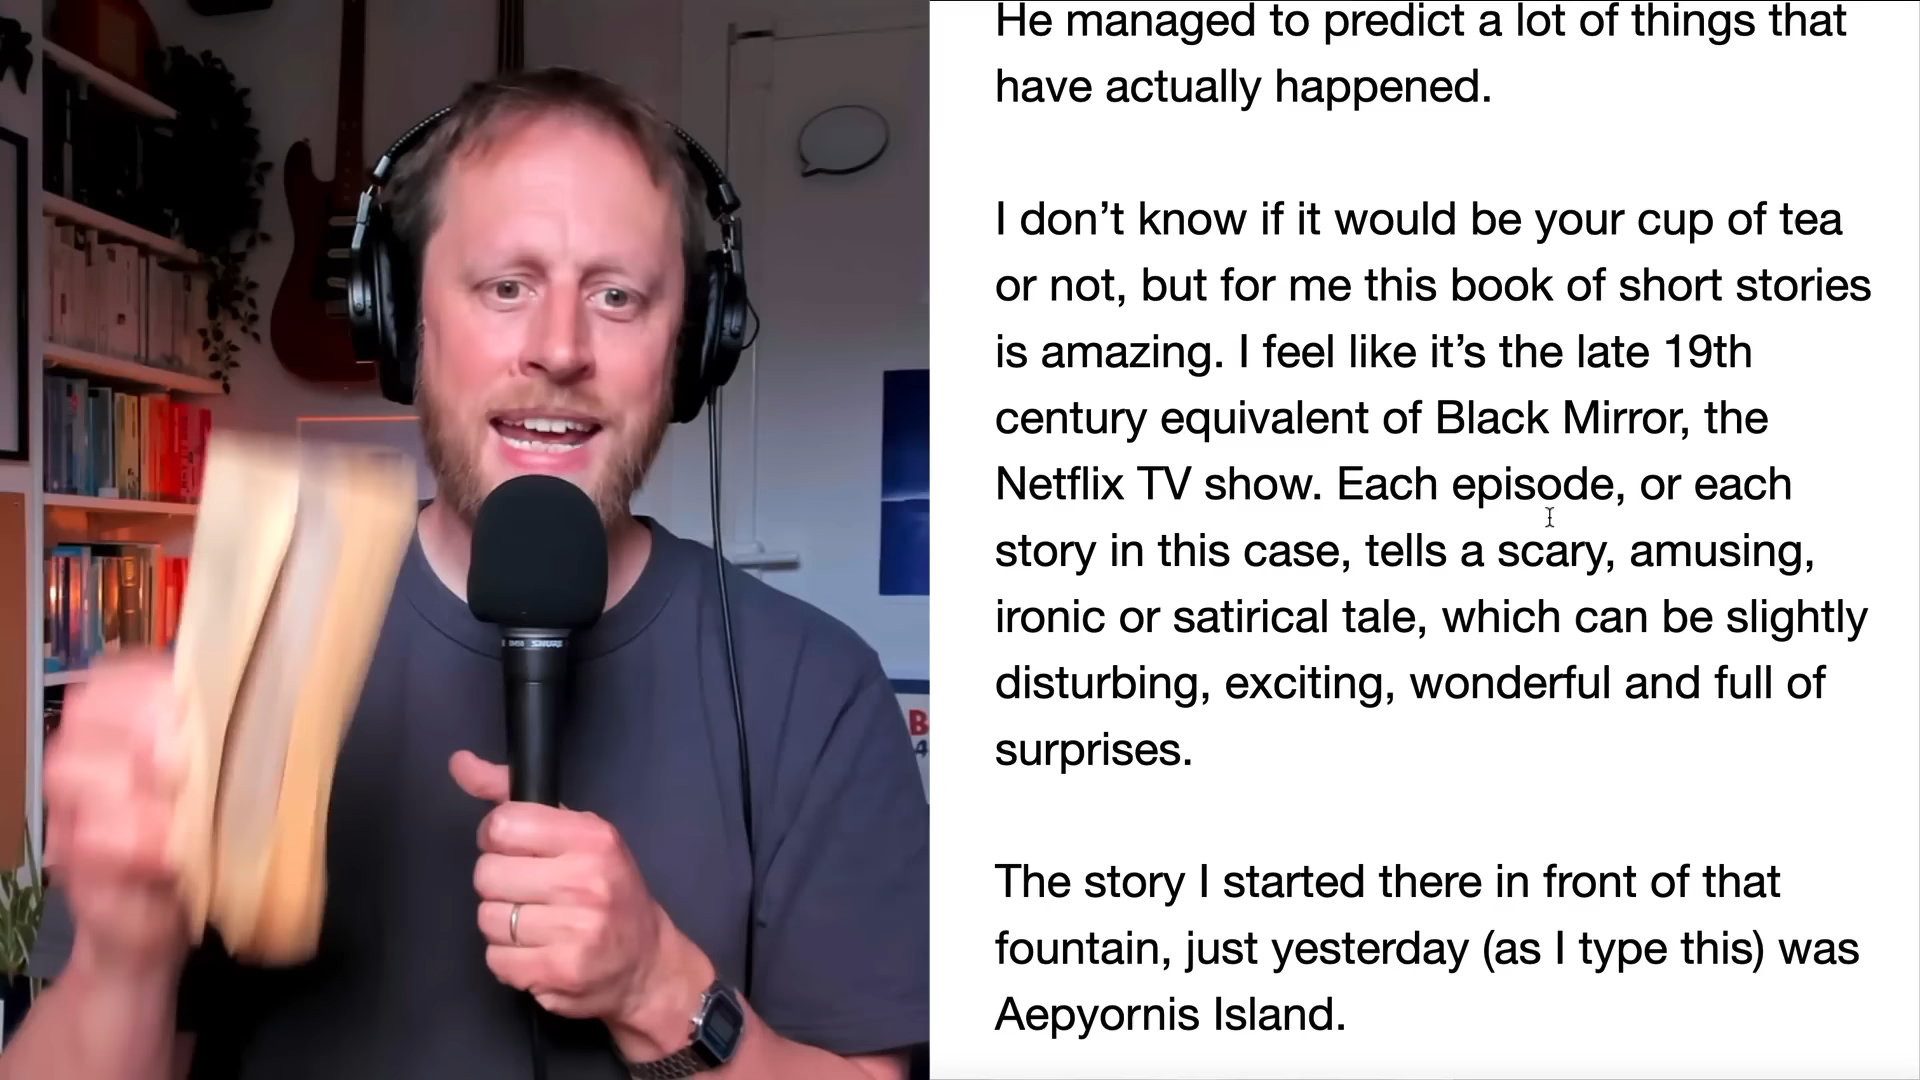 He managed to predict a lot of things that
have actually happened.
I don’t know if it would be your cup of tea
or not, but for me this book of short stories
is amazing. I feel like it’s the late 19th
century equivalent of Black Mirror, the
Netflix TV show. Each episode, or each
story in this case, tells a scary, amusing,
ironic or satirical tale, which can be slightly
disturbing, exciting, wonderful and full of
surprises.
The story I started there in front of that
fountain, just yesterday (as I type this) was
Aepyornis Island.